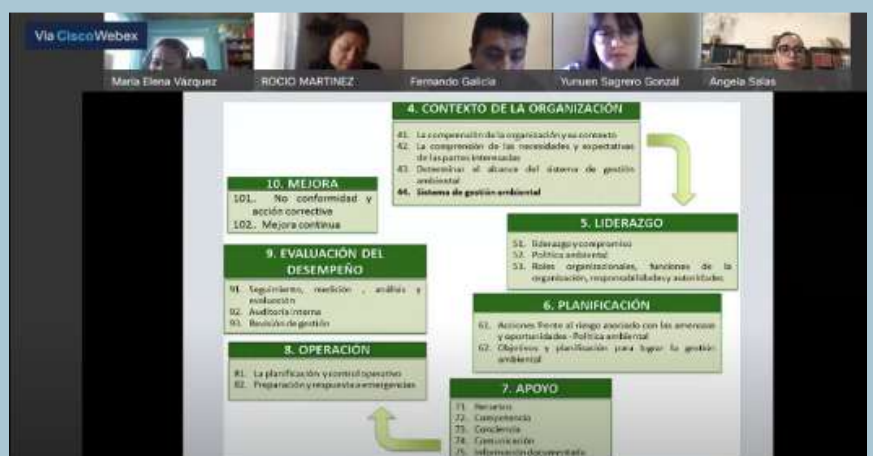 Via CiscoWebex
María Elena Vázquez
ROCIO MARTINEZ
Fernando Galicia
Yunuen Sagrero Gonzál
Angela Salas
4. CONTEXTO DE LA ORGANIZACIÓN
41. La comprensión de la organización y su contexto
42. La comprensión de las necesidades y expectativas
de las partes interesadas
43. Determinar el alcance del sistema de gestión
ambiental
44. Sistema de gestión ambiental
5. LIDERAZGO
51. liderazgo y compromiso
52. Política ambiental
53. Roles organizacionales, funciones de la
organización, responsabilidades y autoridades
6. PLANIFICACIÓN
61. Acciones frente al riesgo asociado con las amenazas
y oportunidades - Política ambiental
62. Objetivos y planificación para lograr la gestión
ambiental
7. APOYO
71. Recursos
72. Competencia
73. Conciencia
74. Comunicación
75. Información documentada
8. OPERACIÓN
81. La planificación y control operativo
82. Preparación y respuesta a emergencias
9. EVALUACIÓN DEL
DESEMPEÑO
91. Seguimiento, medición , análisis y
evaluación
92. Auditoría interna
93. Revisión de gestión
10. MEJORA
101.. No conformidad y
acción correctiva
102.. Mejora continua